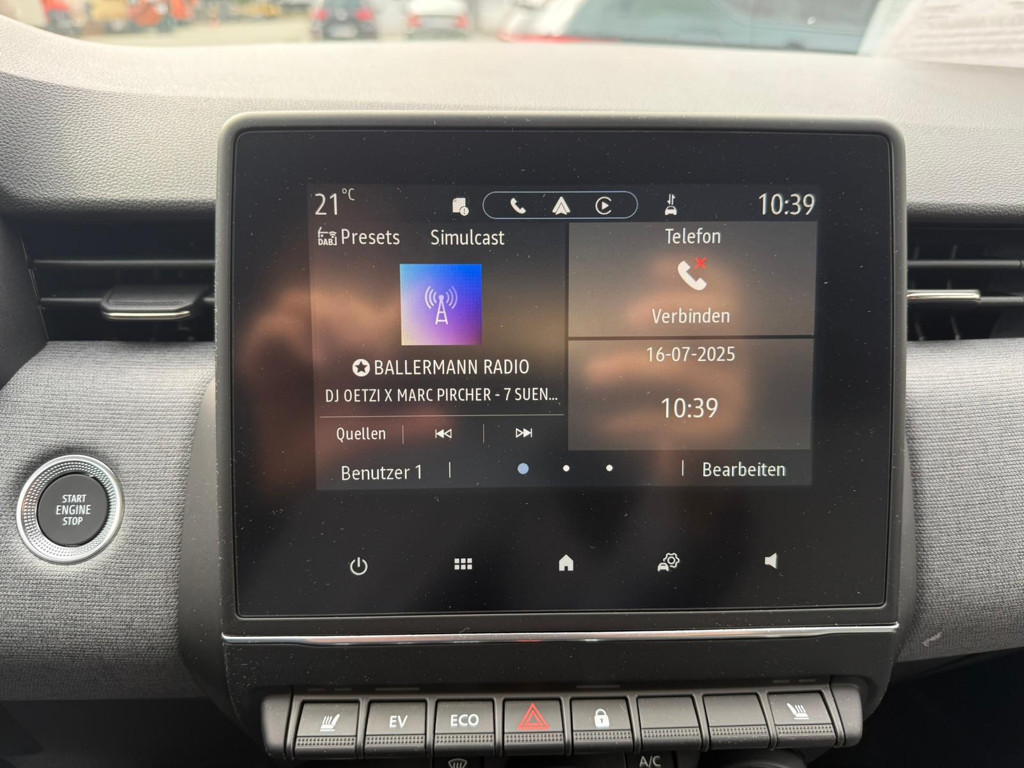 21°C
10:39
DAB Presets Simulcast
Telefon
Verbinden
BALLERMANN RADIO
DJ OETZI X MARC PIRCHER - 7 SUEN...
16-07-2025
10:39
Quellen
Benutzer 1
Bearbeiten
START
ENGINE
STOP
EV
ECO
A/C